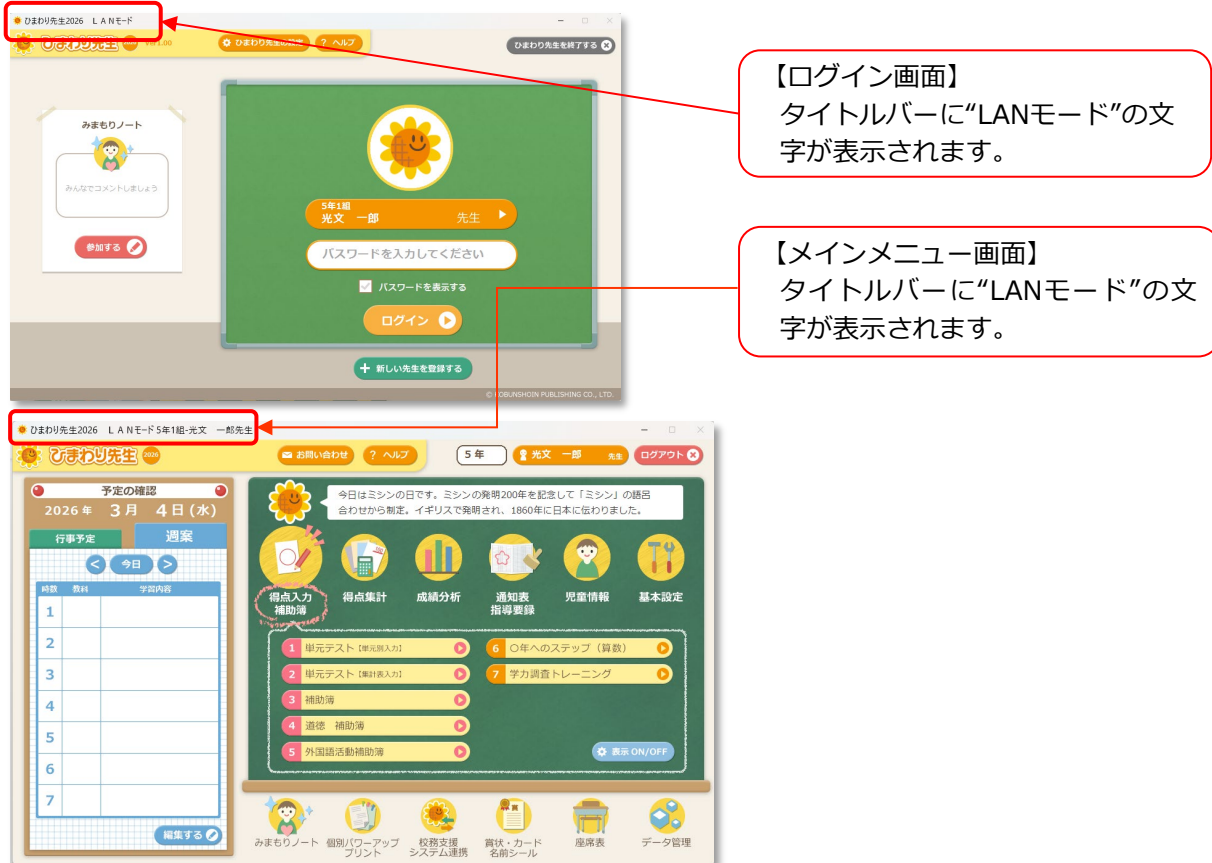 ひまわり先生2026 LANモード
ひまわり先生
ver1.00
? ヘルプ
ひまわり先生を終了する
みまもりノート
みんなでコメントしましょう
参加する
5年1組
光文 一郎 先生
パスワードを入力してください
パスワードを表示する
ログイン
+ 新しい先生を登録する
© KOBUNSHOIN PUBLISHING CO., LTD.
【ログイン画面】
タイトルバーに“LANモード”の文
字が表示されます。
【メインメニュー画面】
タイトルバーに“LANモード”の文
字が表示されます。
ひまわり先生2026 LANモード 5年1組-光文 一郎先生
ひまわり先生 2026
お問い合わせ
? ヘルプ
5 年
光文 一郎 先生
ログアウト
予定の確認
2026 年 3 月 4 日 (水)
行事予定
週案
< 今日 >
時数 教科 学習内容
1
2
3
4
5
6
7
編集する
今日はミシンの日です。ミシンの発明200年を記念して「ミシン」の語呂
合わせから制定。イギリスで発明され、1860年に日本に伝わりました。
得点入力
補助簿
得点集計
成績分析
通知表
指導要録
児童情報
基本設定
1 単元テスト【単元別入力】
2 単元テスト【集計表入力】
3 補助簿
4 道徳 補助簿
5 外国語活動補助簿
6 〇年へのステップ（算数）
7 学力調査トレーニング
表示 ON/OFF
みまもりノート
個別パワーアップ
プリント
校務支援
システム連携
賞状・カード
名前シール
座席表
データ管理